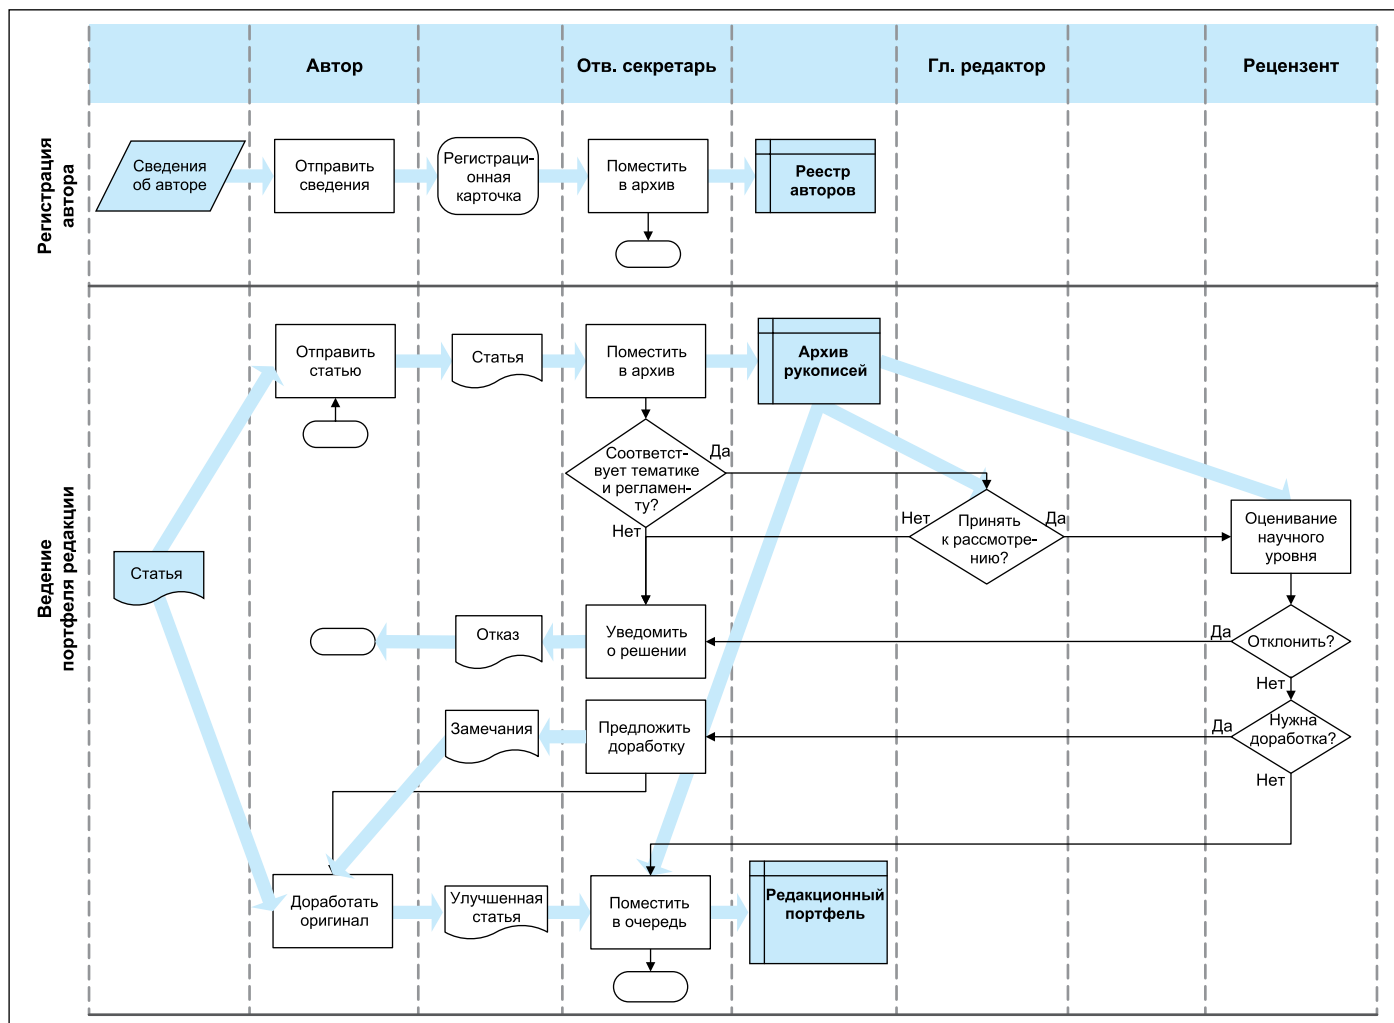 Автор
Отв. секретарь
Гл. редактор
Рецензент
Регистрация
автора
Сведения
об авторе
Отправить
сведения
Регистраци-
онная
карточка
Поместить
в архив
Реестр
авторов
Ведение
портфеля редакции
Отправить
статью
Статья
Поместить
в архив
Архив
рукописей
Соответст-
вует тематике
и регламен-
ту?
Да
Нет
Нет
Принять
к рассмотре-
нию?
Да
Оценивание
научного
уровня
Статья
Отказ
Уведомить
о решении
Да
Отклонить?
Нет
Замечания
Предложить
доработку
Да
Нужна
доработка?
Нет
Доработать
оригинал
Улучшенная
статья
Поместить
в очередь
Редакционный
портфель